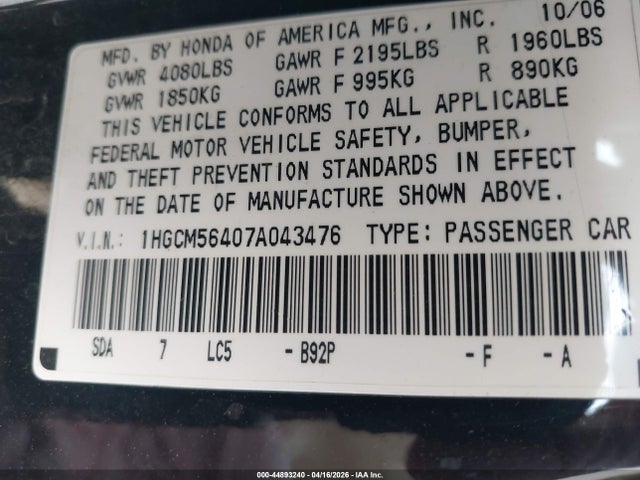 MFD. BY HONDA OF AMERICA MFG., INC. 10/06
GVWR 4080LBS GAWR F 2195LBS R 1960LBS
GVWR 1850KG GAWR F 995KG R 890KG
THIS VEHICLE CONFORMS TO ALL APPLICABLE
FEDERAL MOTOR VEHICLE SAFETY, BUMPER,
AND THEFT PREVENTION STANDARDS IN EFFECT
ON THE DATE OF MANUFACTURE SHOWN ABOVE.
V.I.N.: 1HGCM56407A043476 TYPE: PASSENGER CAR
SDA 7 LC5 -B92P -F -A
000-44893240 - 04/16/2026 - IAA Inc.